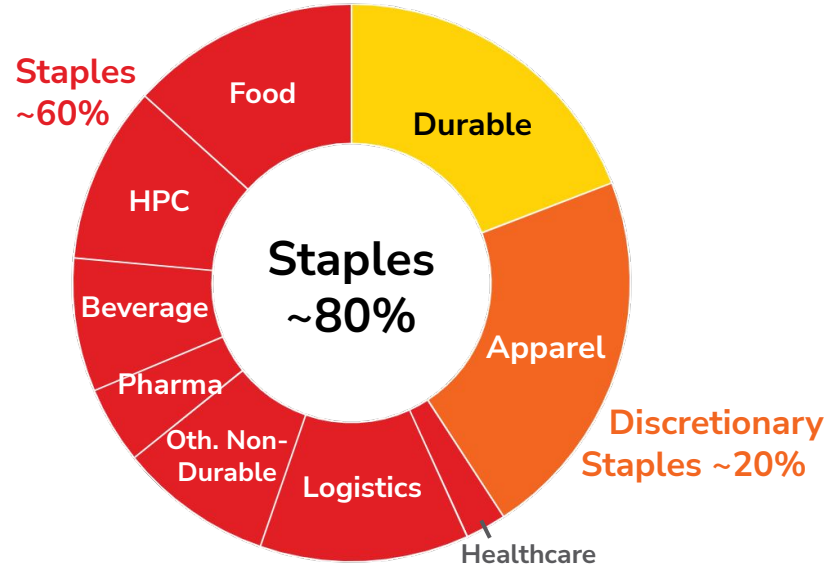 Staples
~60%
Food
Durable
HPC
Staples
~80%
Beverage
Apparel
Pharma
Oth. Non-
Durable
Logistics
Discretionary
Staples ~20%
Healthcare